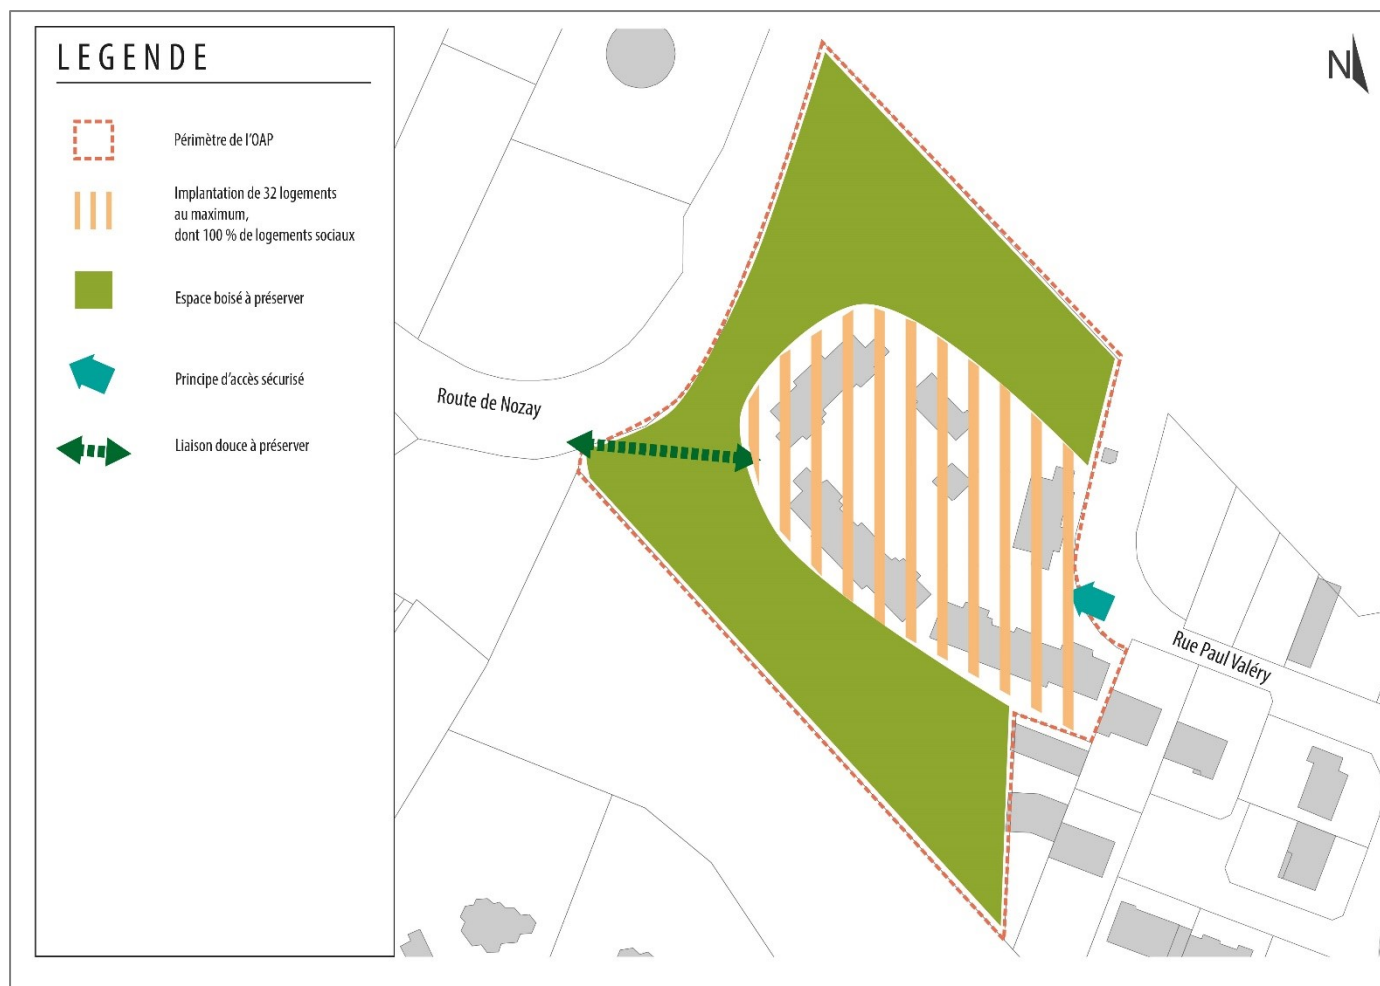 LEGENDE
Périmètre de l'OAP
Implantation de 32 logements
au maximum,
dont 100 % de logements sociaux
Espace boisé à préserver
Principe d'accès sécurisé
Liaison douce à préserver
N
Route de Nozay
Rue Paul Valéry